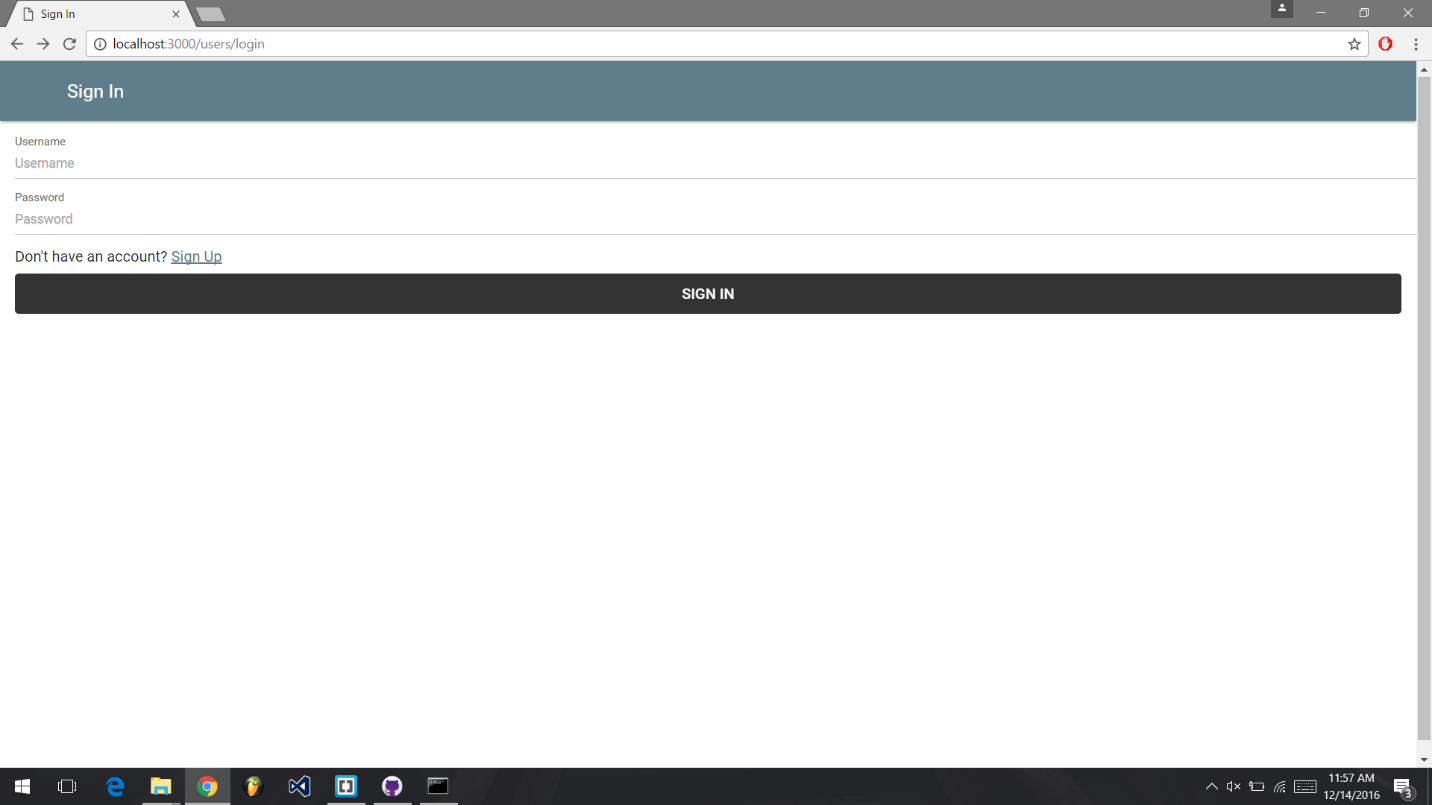 Sign In
localhost:3000/users/login
Sign In
Username
Username
Password
Password
Don't have an account? Sign Up
SIGN IN
11:57 AM
12/14/2016
3